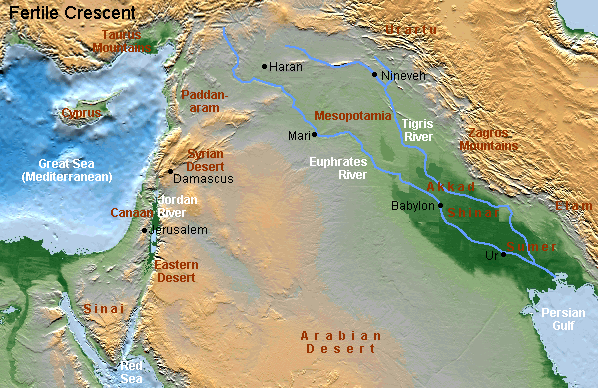 Fertile Crescent
Taurus
Mountains
Urartu
Haran
Nineveh
Paddan-
aram
Cyprus
Mesopotamia
Tigris
River
Mari
Zagros
Mountains
Great Sea
(Mediterranean)
Syrian
Desert
Damascus
Euphrates
River
Akkad
Elam
Canaan
Jordan
River
Babylon
Shinar
Jerusalem
Sumer
Ur
Eastern
Desert
Sinai
Persian
Gulf
Arabian
Desert
Red
Sea